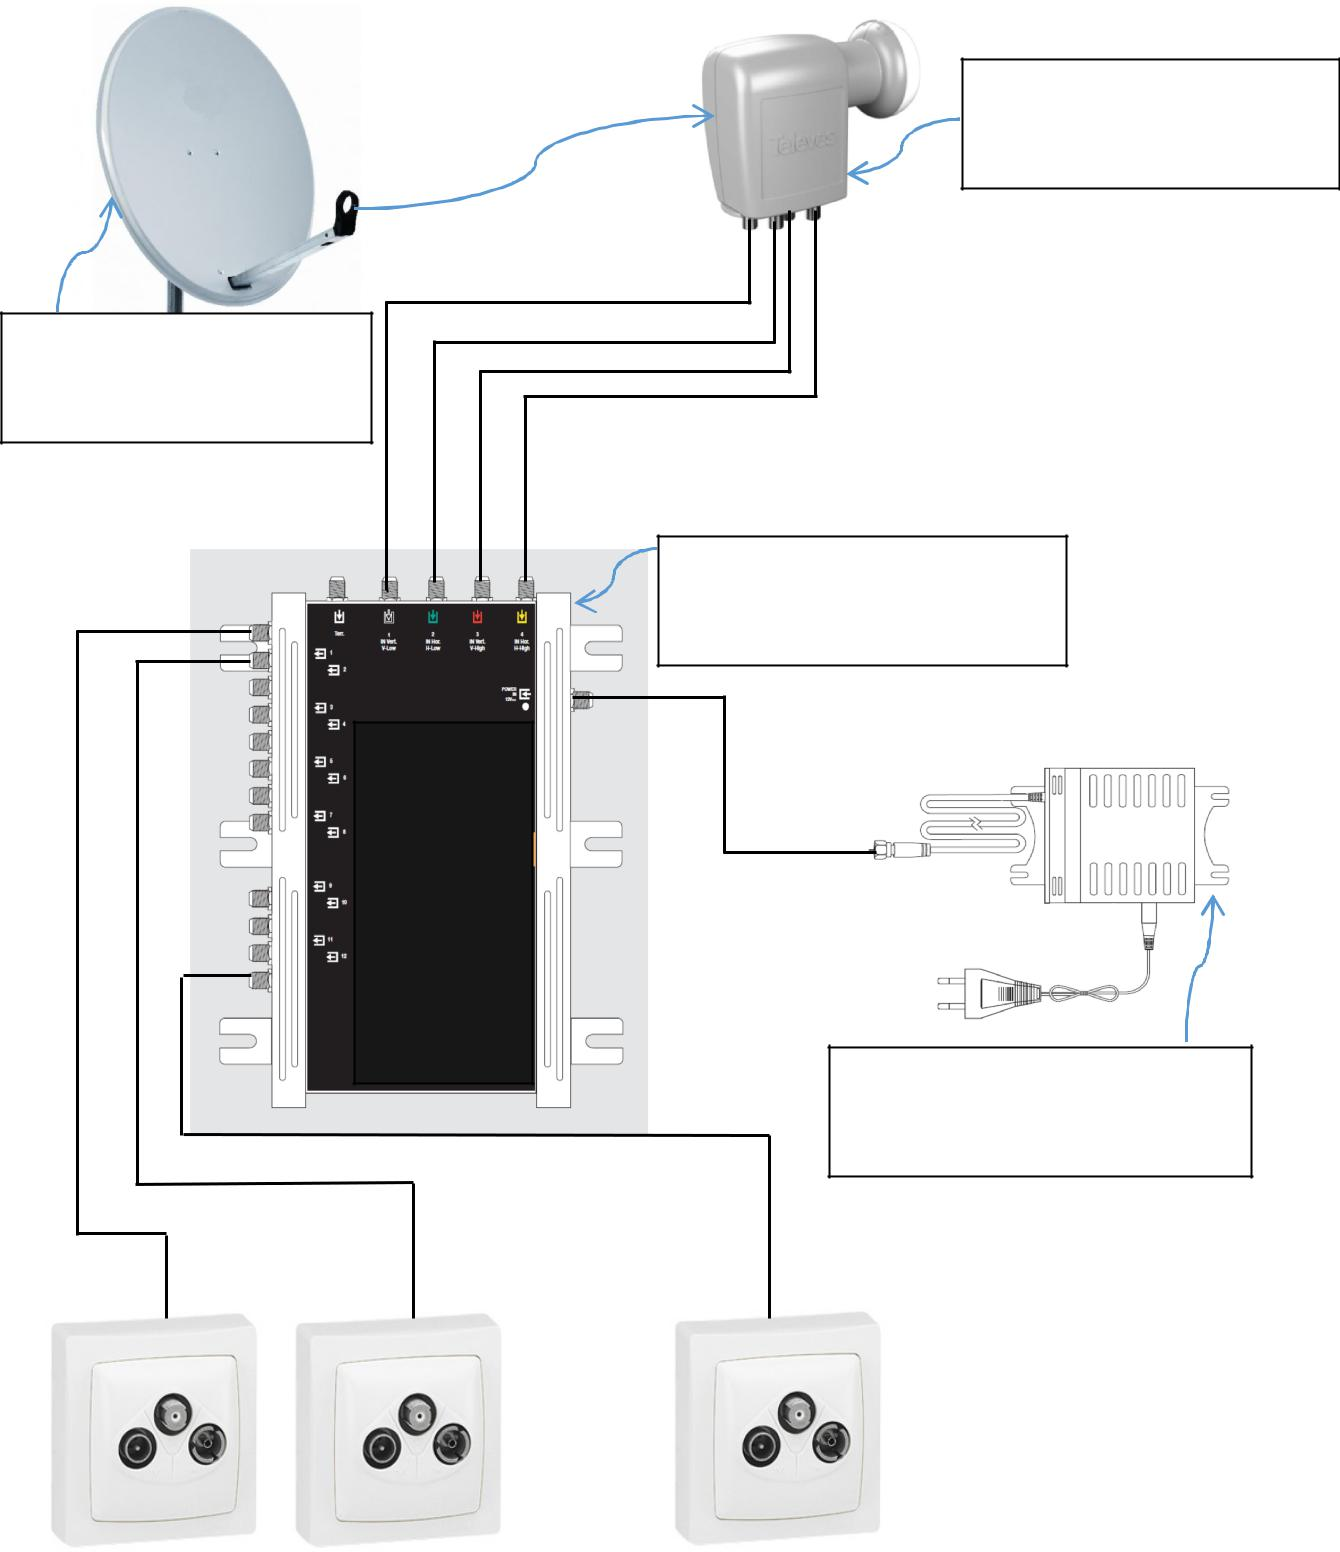 Televes
Terr.
1
IN Vert.
V-Low
2
IN Hor.
H-Low
3
IN Vert.
V-High
4
IN Hor.
H-High
1
2
POWER
IN
12V
3
4
5
6
7
8
9
10
11
12